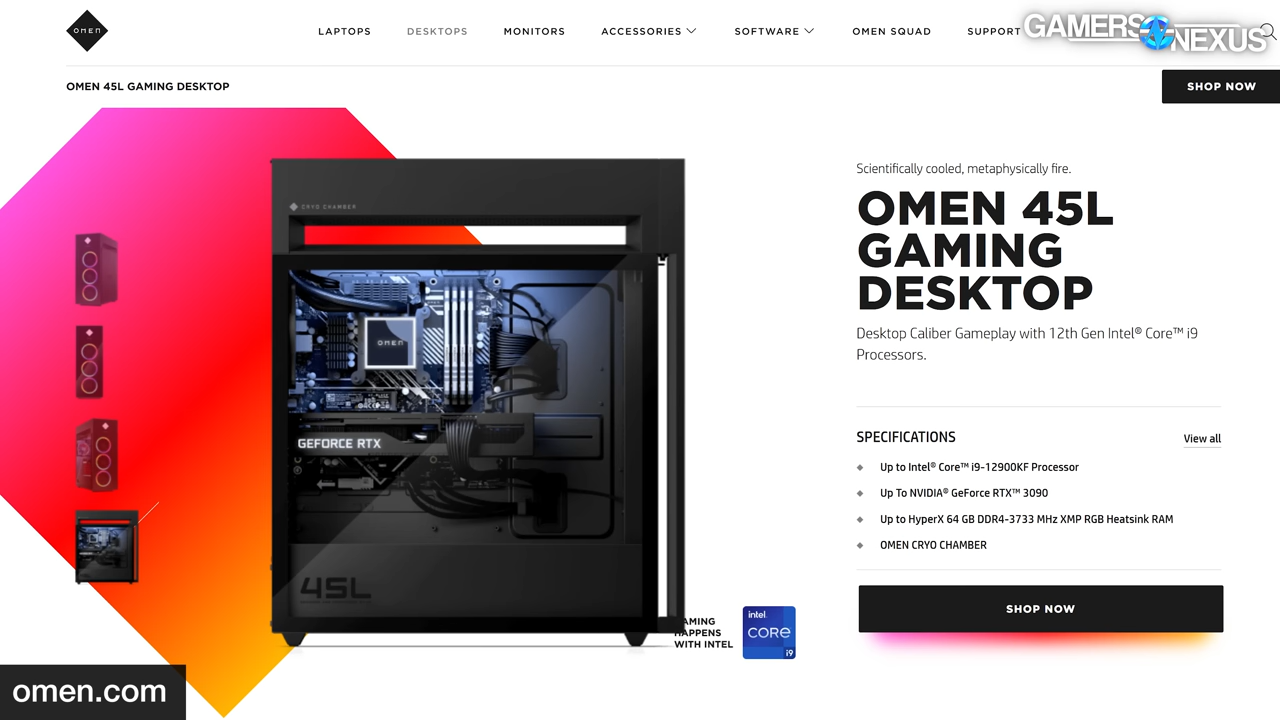 OMEN
LAPTOPS
DESKTOPS
MONITORS
ACCESSORIES
SOFTWARE
OMEN SQUAD
SUPPORT
GAMERS
NEXUS
OMEN 45L GAMING DESKTOP
SHOP NOW
CRYO CHAMBER
OMEN
GEFORCE RTX
45L
Scientifically cooled, metaphysically fire.
OMEN 45L
GAMING
DESKTOP
Desktop Caliber Gameplay with 12th Gen Intel® Core™ i9
Processors.
SPECIFICATIONS
View all
Up to Intel® Core™ i9-12900KF Processor
Up To NVIDIA® GeForce RTX™ 3090
Up to HyperX 64 GB DDR4-3733 MHz XMP RGB Heatsink RAM
OMEN CRYO CHAMBER
SHOP NOW
GAMING
HAPPENS
WITH INTEL
intel.
CORE
i9
omen.com